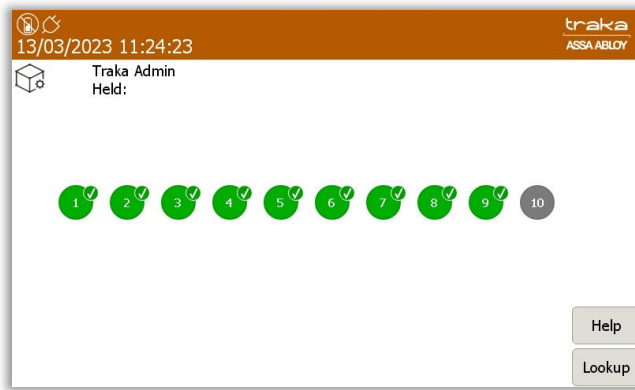 13/03/2023 11:24:23
traka
ASSA ABLOY
Traka Admin
Held:
1 2 3 4 5 6 7 8 9 10
Help
Lookup